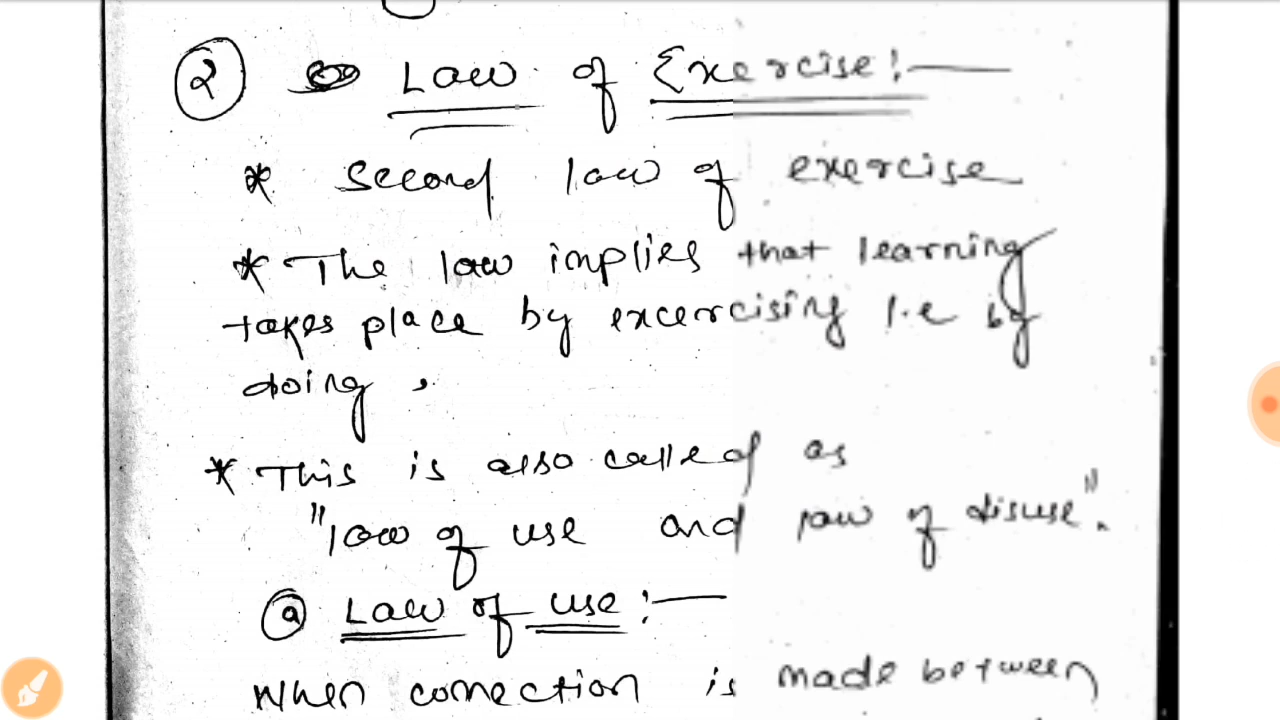 2 Law of Exercise:—
* Second law of exercise
* The law implies that learning
takes place by excercising I.e by
doing,
* This is also called as
"law of use and law of disuse".
a Law of use:—
When connection is made between